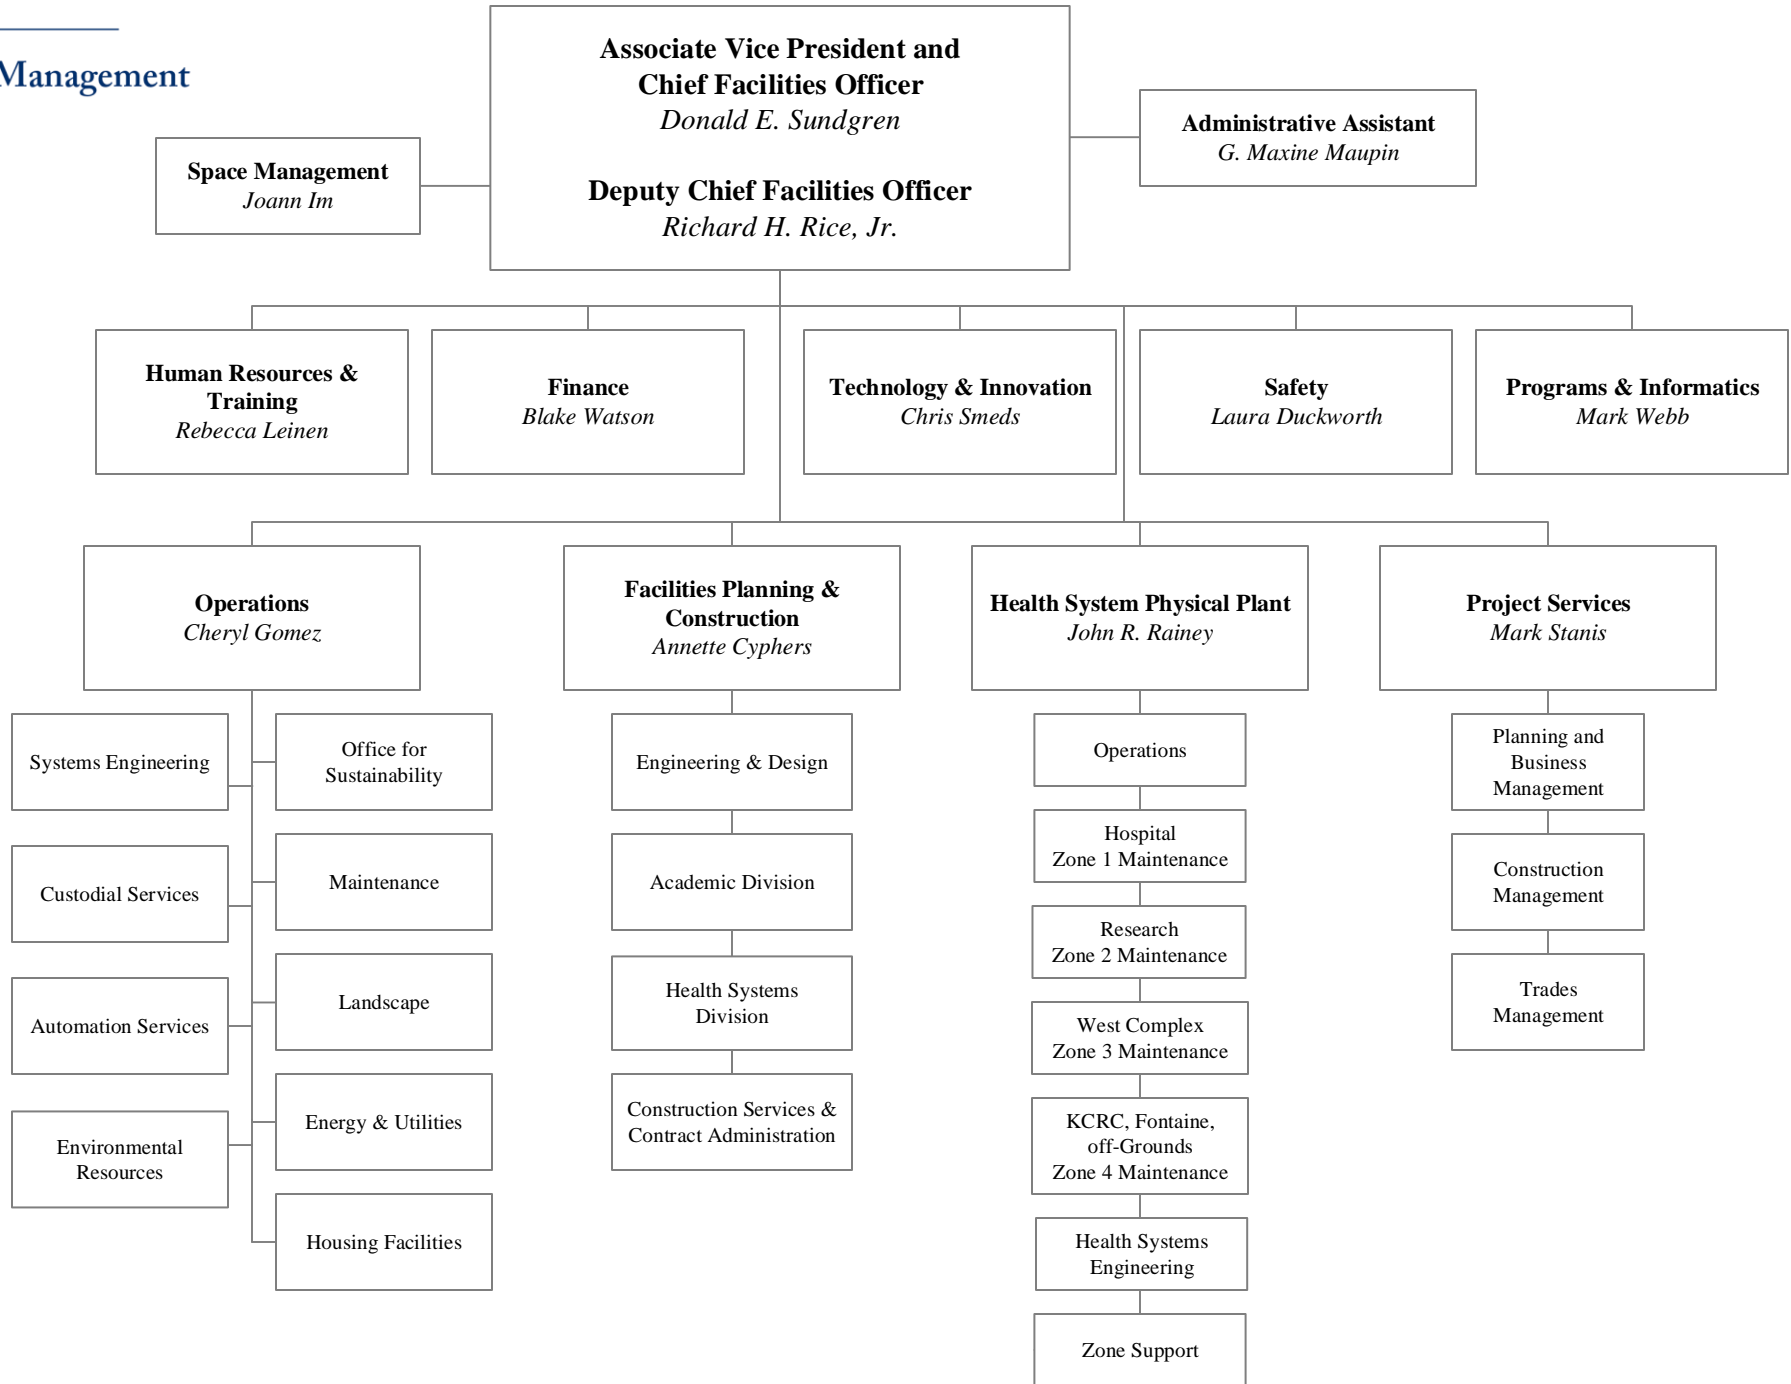 Management
Associate Vice President and
Chief Facilities Officer
Donald E. Sundgren
Deputy Chief Facilities Officer
Richard H. Rice, Jr.
Administrative Assistant
G. Maxine Maupin
Space Management
Joann Im
Human Resources &
Training
Rebecca Leinen
Finance
Blake Watson
Technology & Innovation
Chris Smeds
Safety
Laura Duckworth
Programs & Informatics
Mark Webb
Operations
Cheryl Gomez
Facilities Planning &
Construction
Annette Cyphers
Health System Physical Plant
John R. Rainey
Project Services
Mark Stanis
Systems Engineering
Custodial Services
Automation Services
Environmental
Resources
Office for
Sustainability
Maintenance
Landscape
Energy & Utilities
Housing Facilities
Engineering & Design
Academic Division
Health Systems
Division
Construction Services &
Contract Administration
Operations
Hospital
Zone 1 Maintenance
Research
Zone 2 Maintenance
West Complex
Zone 3 Maintenance
KCRC, Fontaine,
off-Grounds
Zone 4 Maintenance
Health Systems
Engineering
Zone Support
Planning and
Business
Management
Construction
Management
Trades
Management